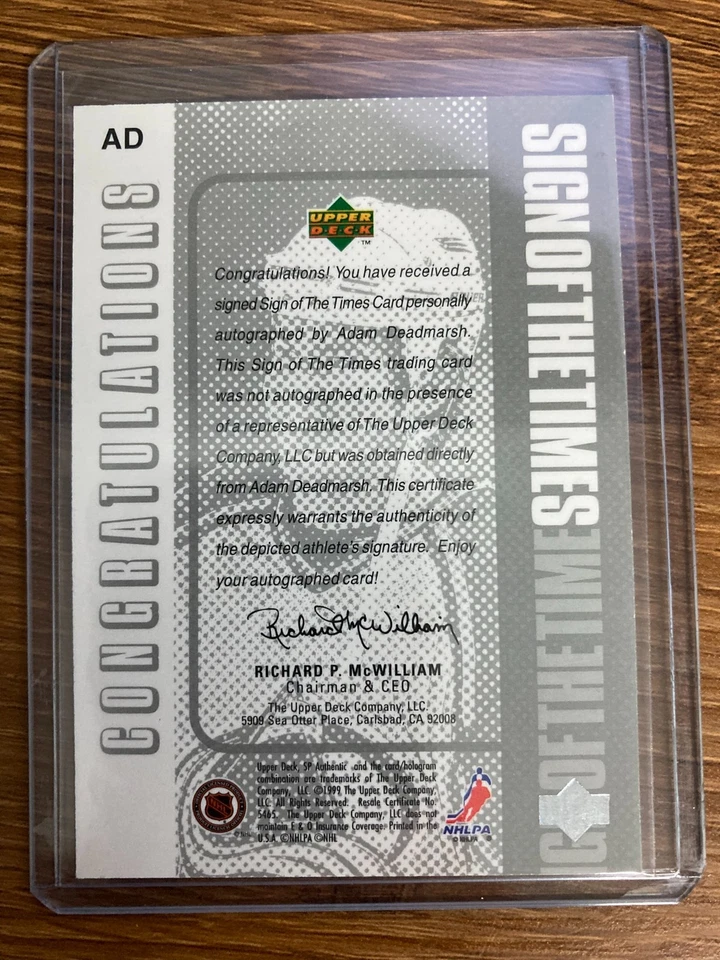 AD
CONGRATULATIONS
UPPER
DECK
TM
Congratulations! You have received a
signed Sign of The Times Card personally
autographed by Adam Deadmarsh.
This Sign of The Times trading card
was not autographed in the presence
of a representative of The Upper Deck
Company, LLC but was obtained directly
from Adam Deadmarsh. This certificate
expressly warrants the authenticity of
the depicted athlete's signature. Enjoy
your autographed card!
Richard P. McWilliam
RICHARD P. McWILLIAM
Chairman & CEO
The Upper Deck Company, LLC.
5909 Sea Otter Place, Carlsbad, CA 92008
Upper Deck, SP Authentic and the card/hologram
combination are trademarks of The Upper Deck
Company, LLC ©1999 The Upper Deck Company,
LLC. All Rights Reserved. Resale Certificate No.
5465. The Upper Deck Company, LLC does not
maintain E & O Insurance Coverage. Printed in the
U.S.A. ©NHLPA ©NHL
NHL
NHLPA
© NHLPA
SIGN OF THE TIMES
OF THE TIME